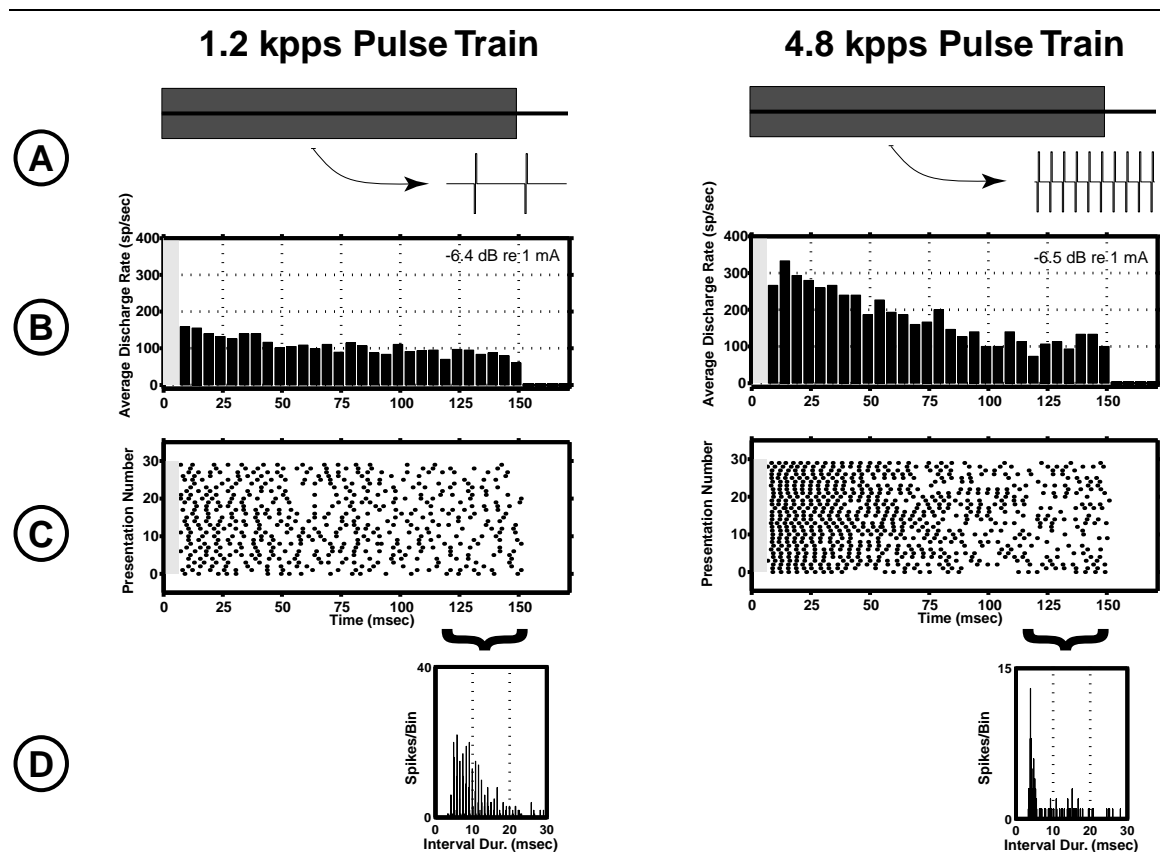 1.2 kpps Pulse Train
4.8 kpps Pulse Train
A
B
C
D
Average Discharge Rate (sp/sec)
400
300
200
100
0
-6.4 dB re 1 mA
0 25 50 75 100 125 150
Average Discharge Rate (sp/sec)
400
300
200
100
0
-6.5 dB re 1 mA
0 25 50 75 100 125 150
Presentation Number
30
20
10
0
0 25 50 75 100 125 150
Time (msec)
Presentation Number
30
20
10
0
0 25 50 75 100 125 150
Time (msec)
Spikes/Bin
40
0
0 10 20 30
Interval Dur. (msec)
Spikes/Bin
15
0
0 10 20 30
Interval Dur. (msec)